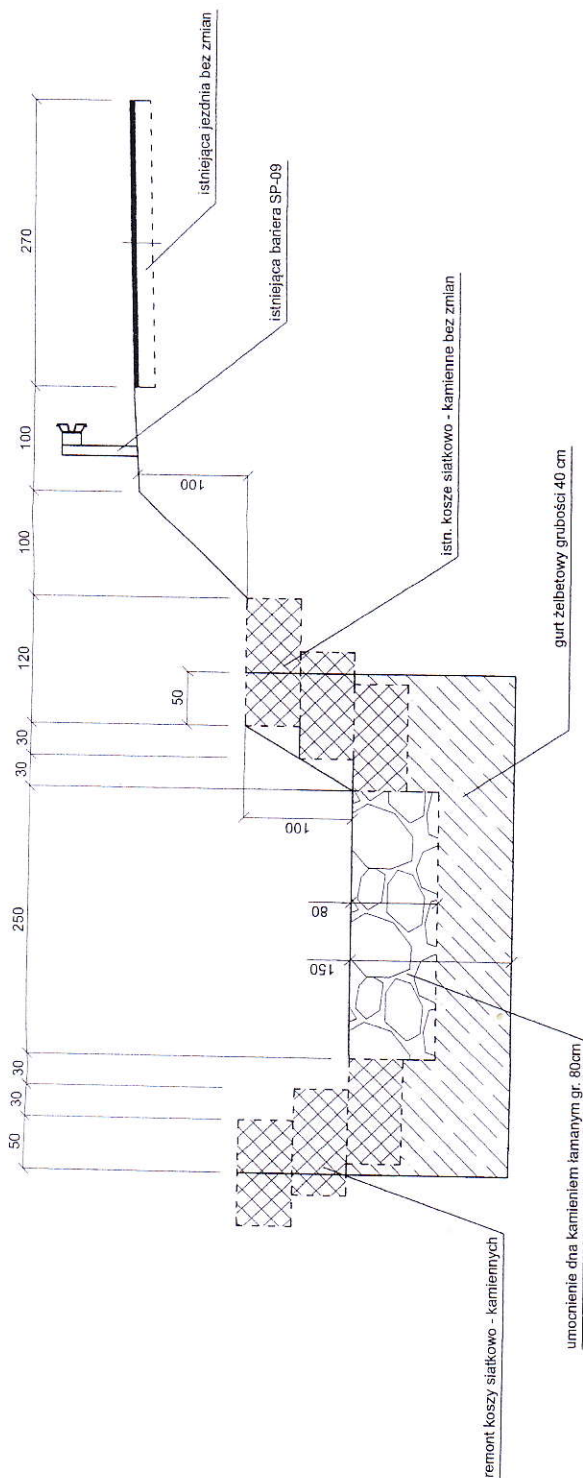 50
30
30
250
30
30
120
100
100
270
50
100
100
80
150
istniejąca jezdnia bez zmian
istniejąca bariera SP-09
istn. kosze siatkowo - kamienne bez zmian
gurt żelbetowy grubości 40 cm
umocnienie dna kamieniem łamanym gr. 80cm
remont koszy siatkowo - kamiennych